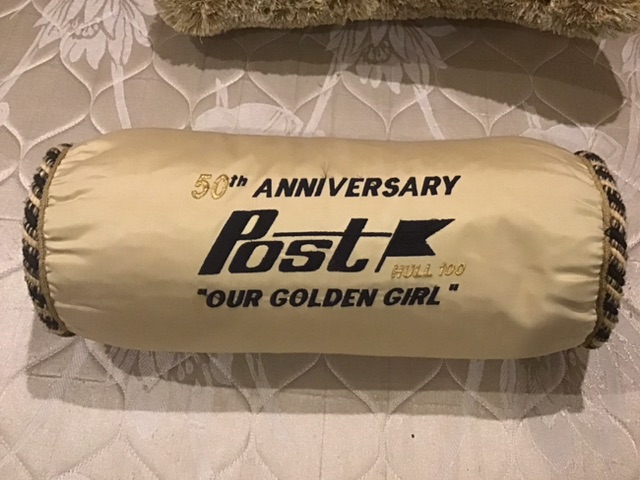 50th ANNIVERSARY
Post
HULL 100
"OUR GOLDEN GIRL"